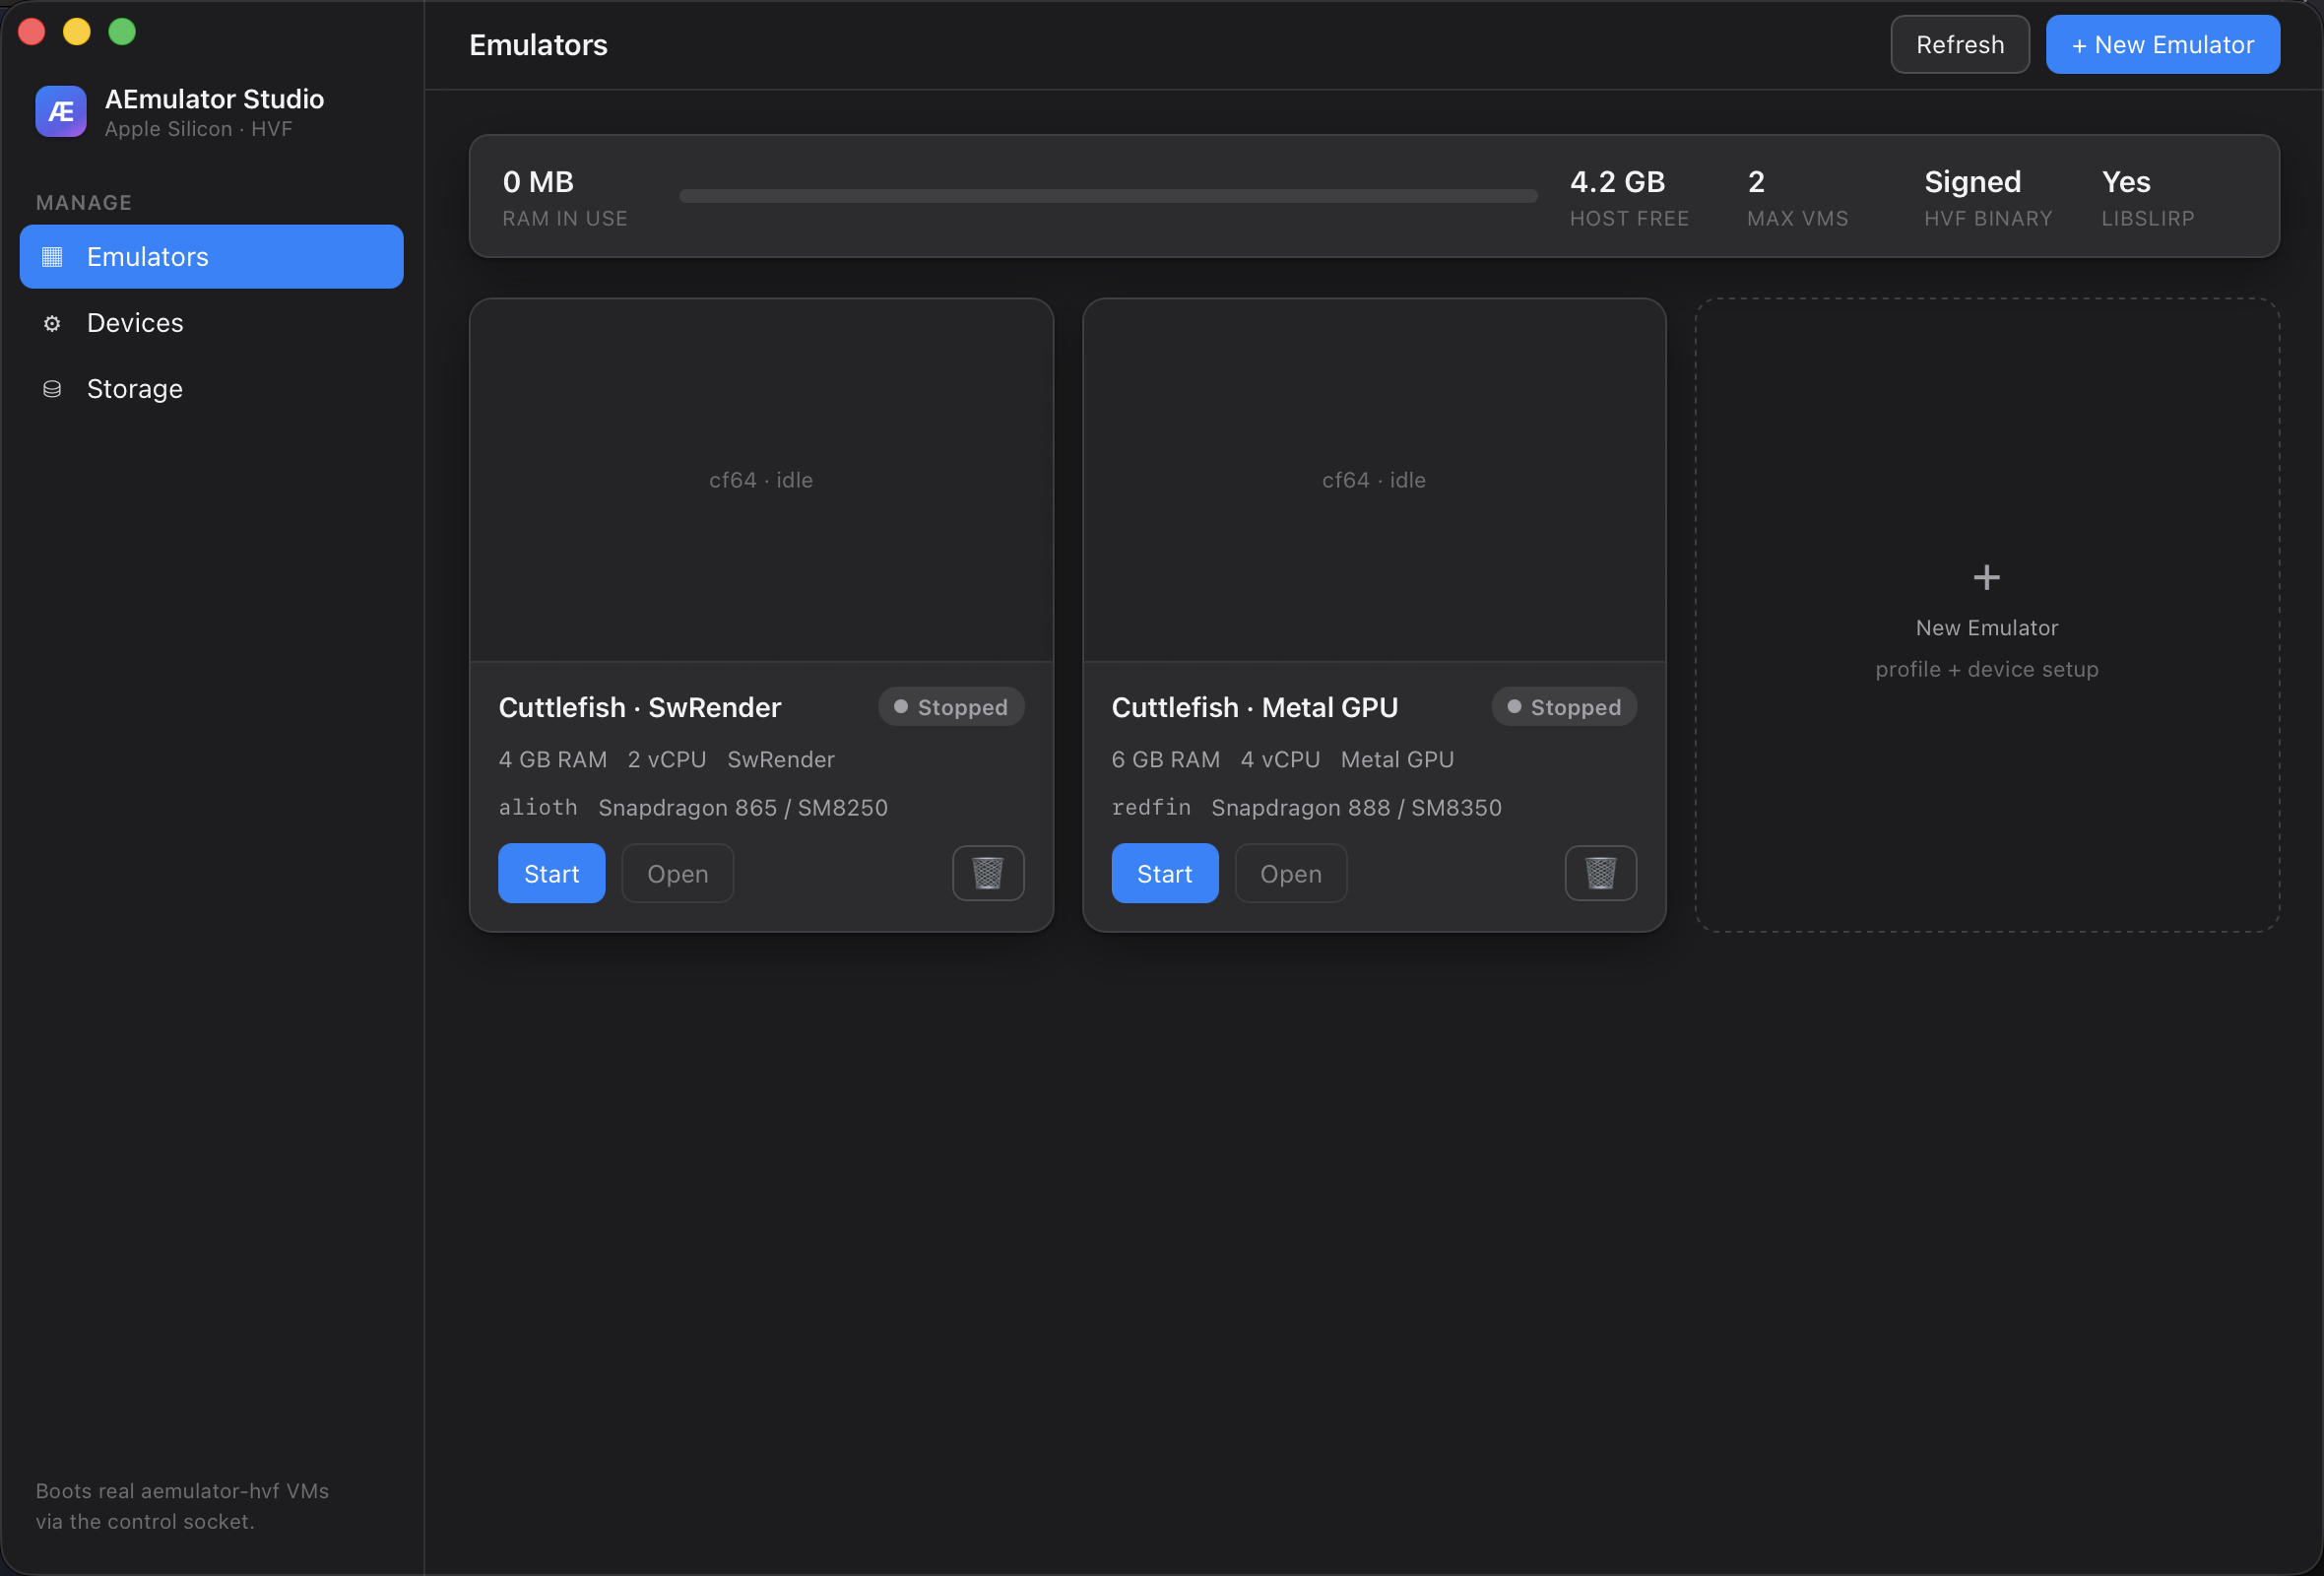 Æ
AEmulator Studio
Apple Silicon · HVF
MANAGE
Emulators
Devices
Storage
Boots real aemulator-hvf VMs
via the control socket.
Emulators
Refresh
+ New Emulator
0 MB
RAM IN USE
4.2 GB
HOST FREE
2
MAX VMS
Signed
HVF BINARY
Yes
LIBSLIRP
cf64 · idle
Cuttlefish · SwRender
Stopped
4 GB RAM 2 vCPU SwRender
alioth Snapdragon 865 / SM8250
Start
Open
cf64 · idle
Cuttlefish · Metal GPU
Stopped
6 GB RAM 4 vCPU Metal GPU
redfin Snapdragon 888 / SM8350
Start
Open
+
New Emulator
profile + device setup